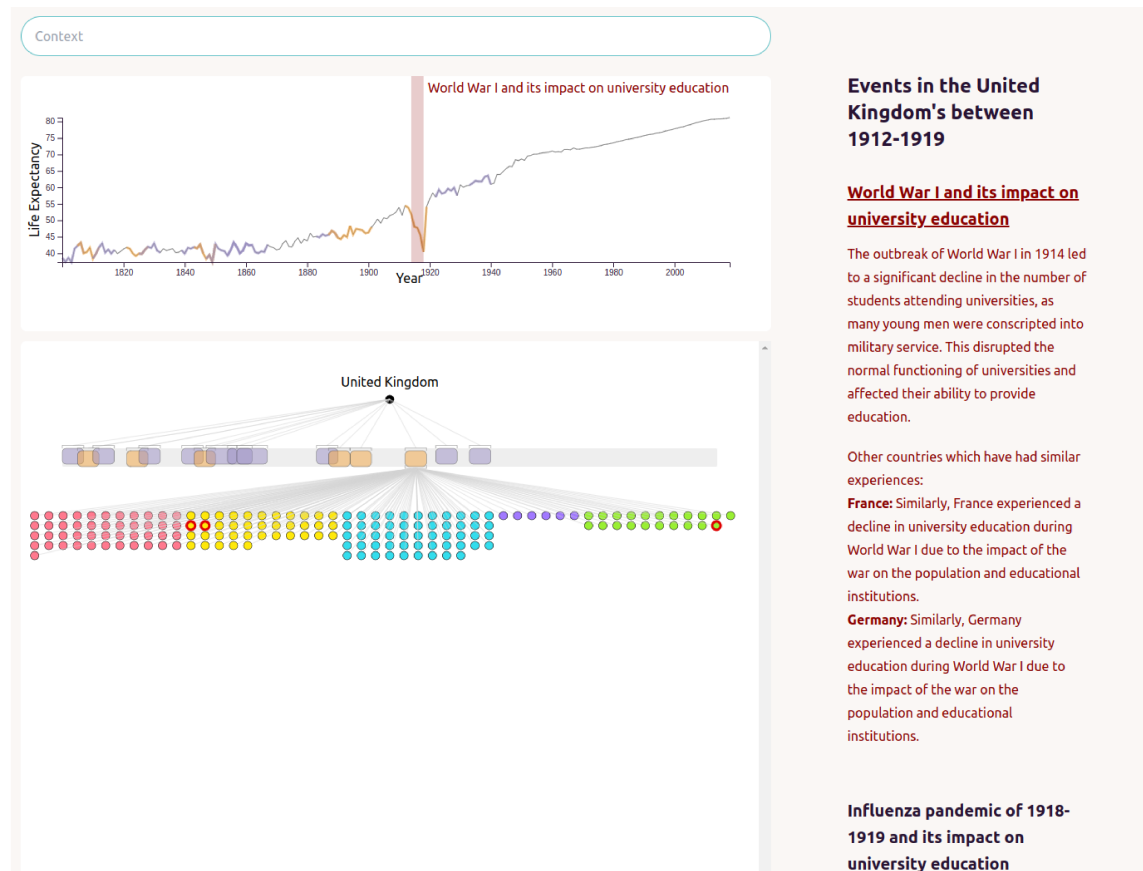 Context
World War I and its impact on university education
Life Expectancy
80
75
70
65
60
55
50
45
40
1820
1840
1860
1880
1900
1920
1940
1960
1980
2000
Year
United Kingdom
Events in the United
Kingdom's between
1912-1919
World War I and its impact on
university education
The outbreak of World War I in 1914 led
to a significant decline in the number of
students attending universities, as
many young men were conscripted into
military service. This disrupted the
normal functioning of universities and
affected their ability to provide
education.
Other countries which have had similar
experiences:
France: Similarly, France experienced a
decline in university education during
World War I due to the impact of the
war on the population and educational
institutions.
Germany: Similarly, Germany
experienced a decline in university
education during World War I due to
the impact of the war on the
population and educational
institutions.
Influenza pandemic of 1918-
1919 and its impact on
university education